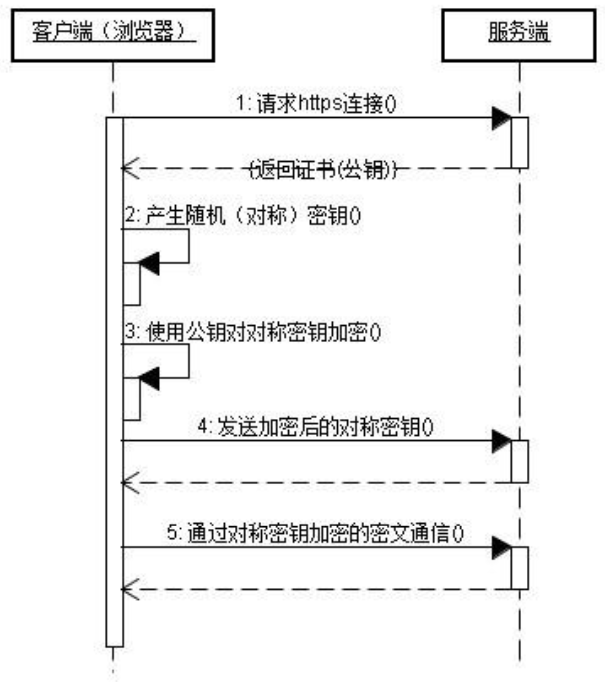 客户端（浏览器）
服务端
1: 请求https连接()
(返回证书(公钥))
2: 产生随机（对称）密钥()
3: 使用公钥对对称密钥加密()
4: 发送加密后的对称密钥()
5: 通过对称密钥加密的密文通信()